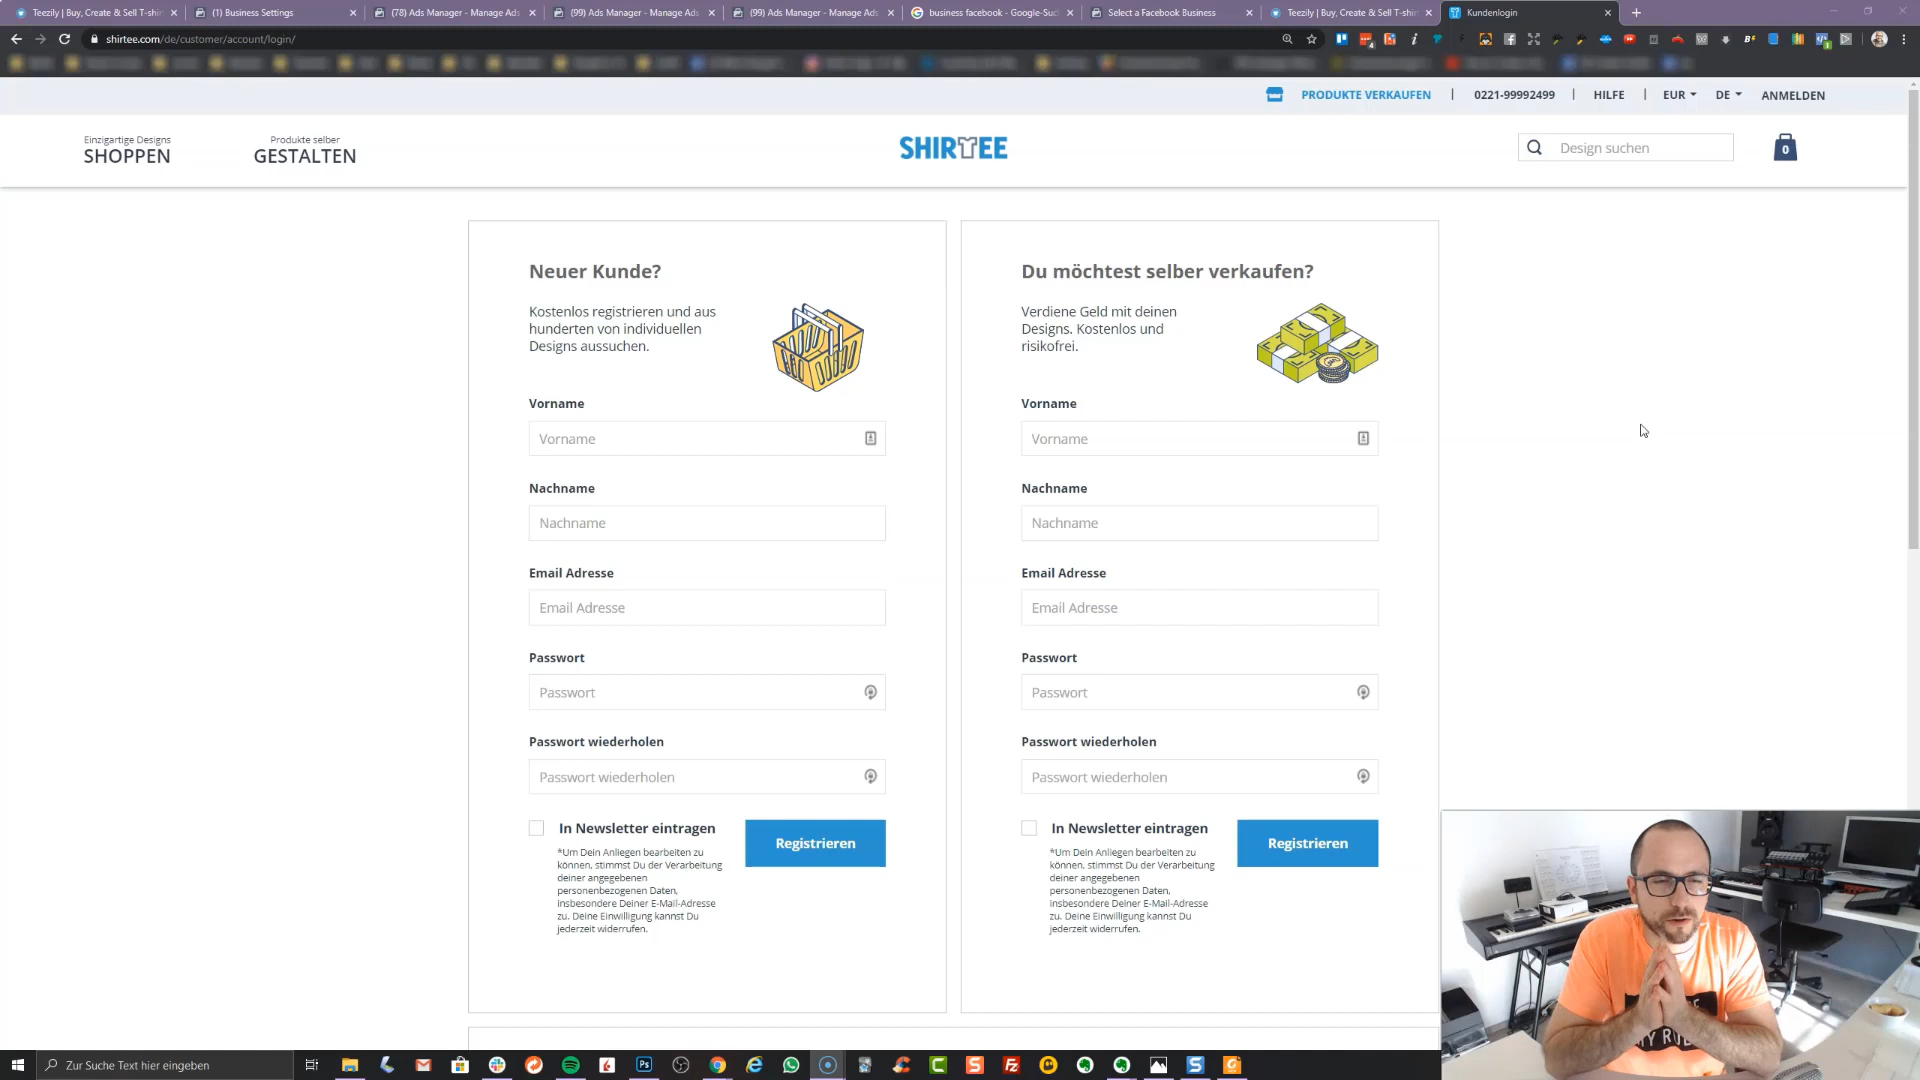 Teezily | Buy, Create & Sell T-shir
(1) Business Settings
(78) Ads Manager - Manage Ads
(99) Ads Manager - Manage Ads
(99) Ads Manager - Manage Ads
business facebook - Google-Suc
Select a Facebook Business
Teezily | Buy, Create & Sell T-shir
Kundenlogin
shirtee.com/de/customer/account/login/
PRODUKTE VERKAUFEN | 0221-99992499 | HILFE | EUR DE ANMELDEN
Einzigartige Designs
SHOPPEN
Produkte selber
GESTALTEN
SHIRTEE
Design suchen
0
Neuer Kunde?
Kostenlos registrieren und aus
hunderten von individuellen
Designs aussuchen.
Vorname
Vorname
Nachname
Nachname
Email Adresse
Email Adresse
Passwort
Passwort
Passwort wiederholen
Passwort wiederholen
In Newsletter eintragen
*Um Dein Anliegen bearbeiten zu
können, stimmst Du der Verarbeitung
deiner angegebenen
personenbezogenen Daten,
insbesondere Deiner E-Mail-Adresse
zu. Deine Einwilligung kannst Du
jederzeit widerrufen.
Registrieren
Du möchtest selber verkaufen?
Verdiene Geld mit deinen
Designs. Kostenlos und
risikofrei.
Vorname
Vorname
Nachname
Nachname
Email Adresse
Email Adresse
Passwort
Passwort
Passwort wiederholen
Passwort wiederholen
In Newsletter eintragen
*Um Dein Anliegen bearbeiten zu
können, stimmst Du der Verarbeitung
deiner angegebenen
personenbezogenen Daten,
insbesondere Deiner E-Mail-Adresse
zu. Deine Einwilligung kannst Du
jederzeit widerrufen.
Registrieren
Zur Suche Text hier eingeben